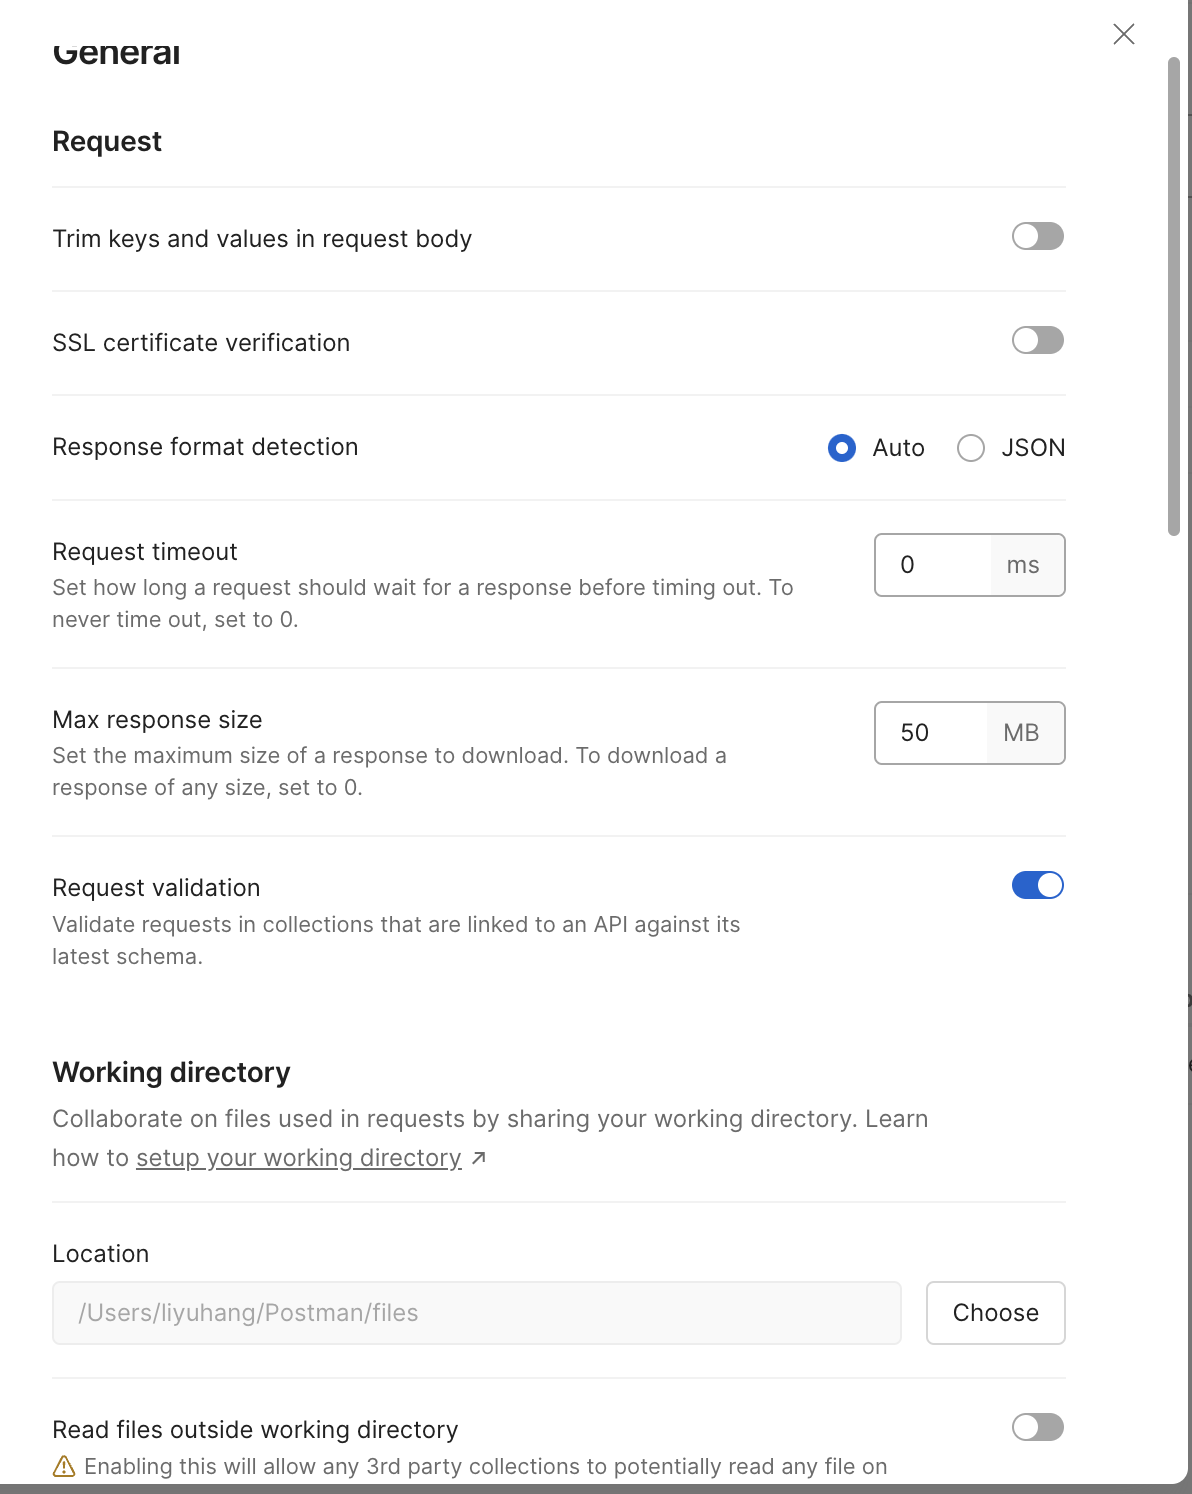 General
Request
Trim keys and values in request body
SSL certificate verification
Response format detection
Auto
JSON
Request timeout
0
ms
Set how long a request should wait for a response before timing out. To
never time out, set to 0.
Max response size
50
MB
Set the maximum size of a response to download. To download a
response of any size, set to 0.
Request validation
Validate requests in collections that are linked to an API against its
latest schema.
Working directory
Collaborate on files used in requests by sharing your working directory. Learn
how to setup your working directory ↗
Location
/Users/liyuhang/Postman/files
Choose
Read files outside working directory
Enabling this will allow any 3rd party collections to potentially read any file on